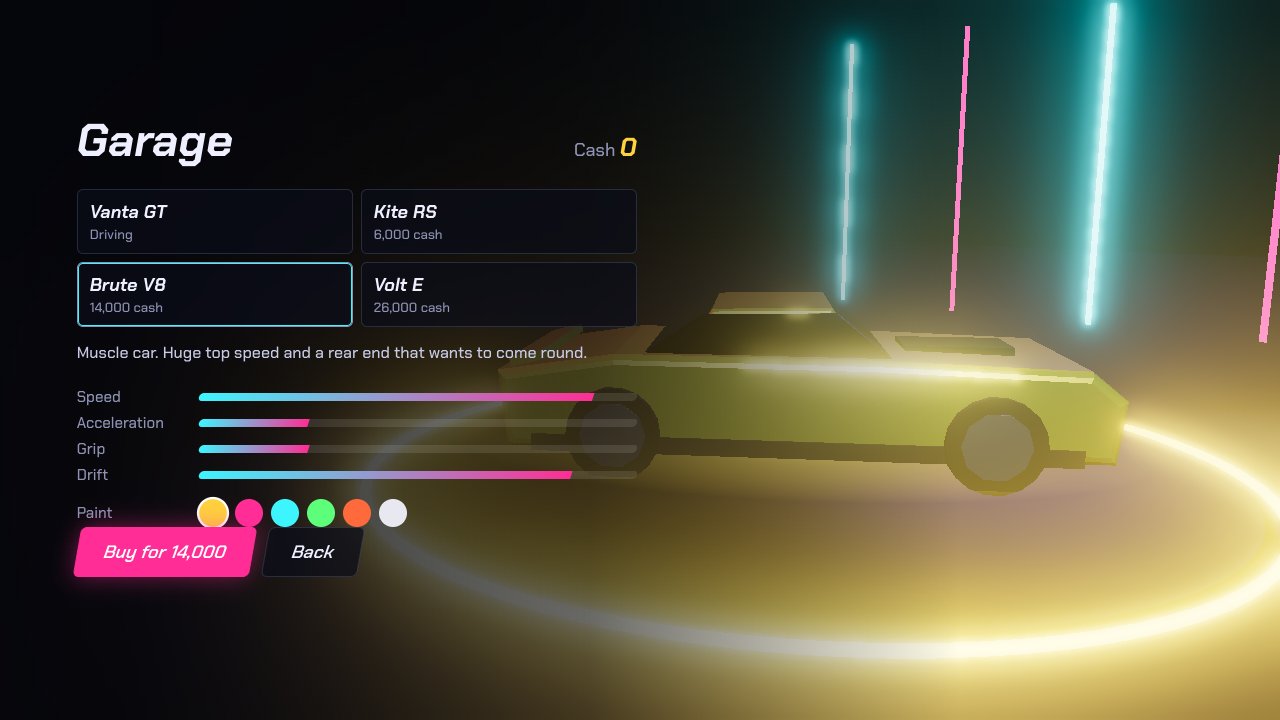 Garage
Cash 0
Vanta GT
Driving
Kite RS
6,000 cash
Brute V8
14,000 cash
Volt E
26,000 cash
Muscle car. Huge top speed and a rear end that wants to come round.
Speed
Acceleration
Grip
Drift
Paint
Buy for 14,000
Back